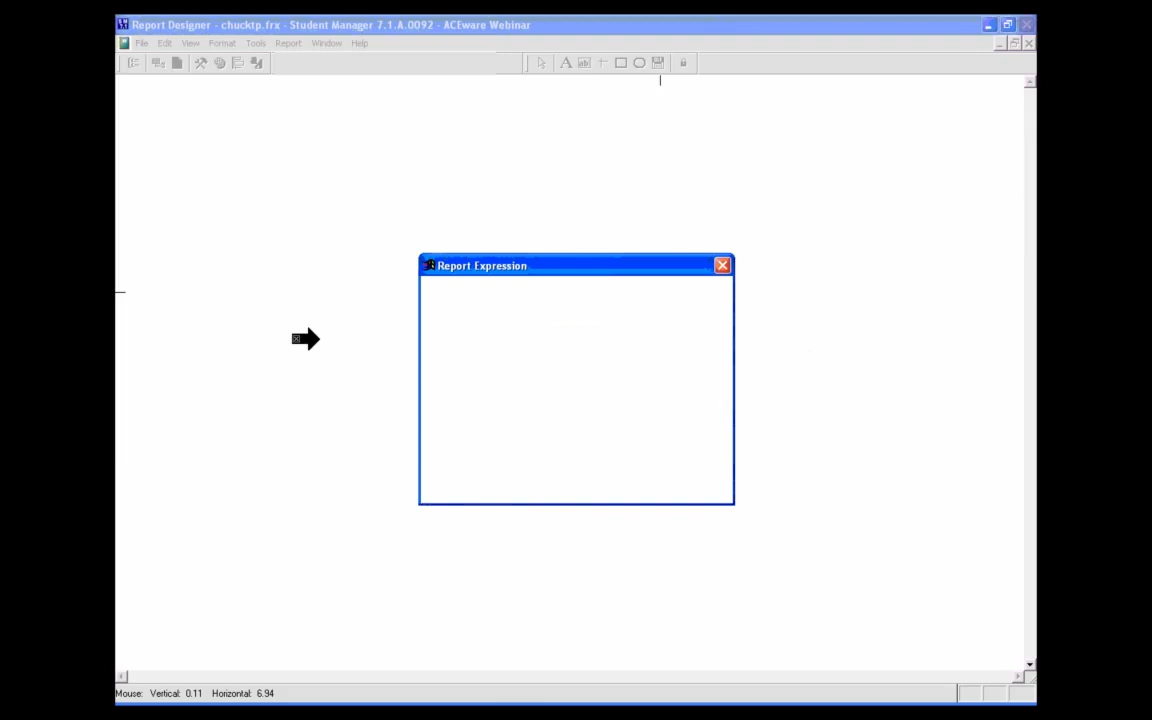 Report Designer - chucktp.frx - Student Manager 7.1.A.0092 - ACEware Webinar
File Edit View Format Tools Report Window Help
A ab
Report Expression
Mouse: Vertical: 0.11 Horizontal: 6.94